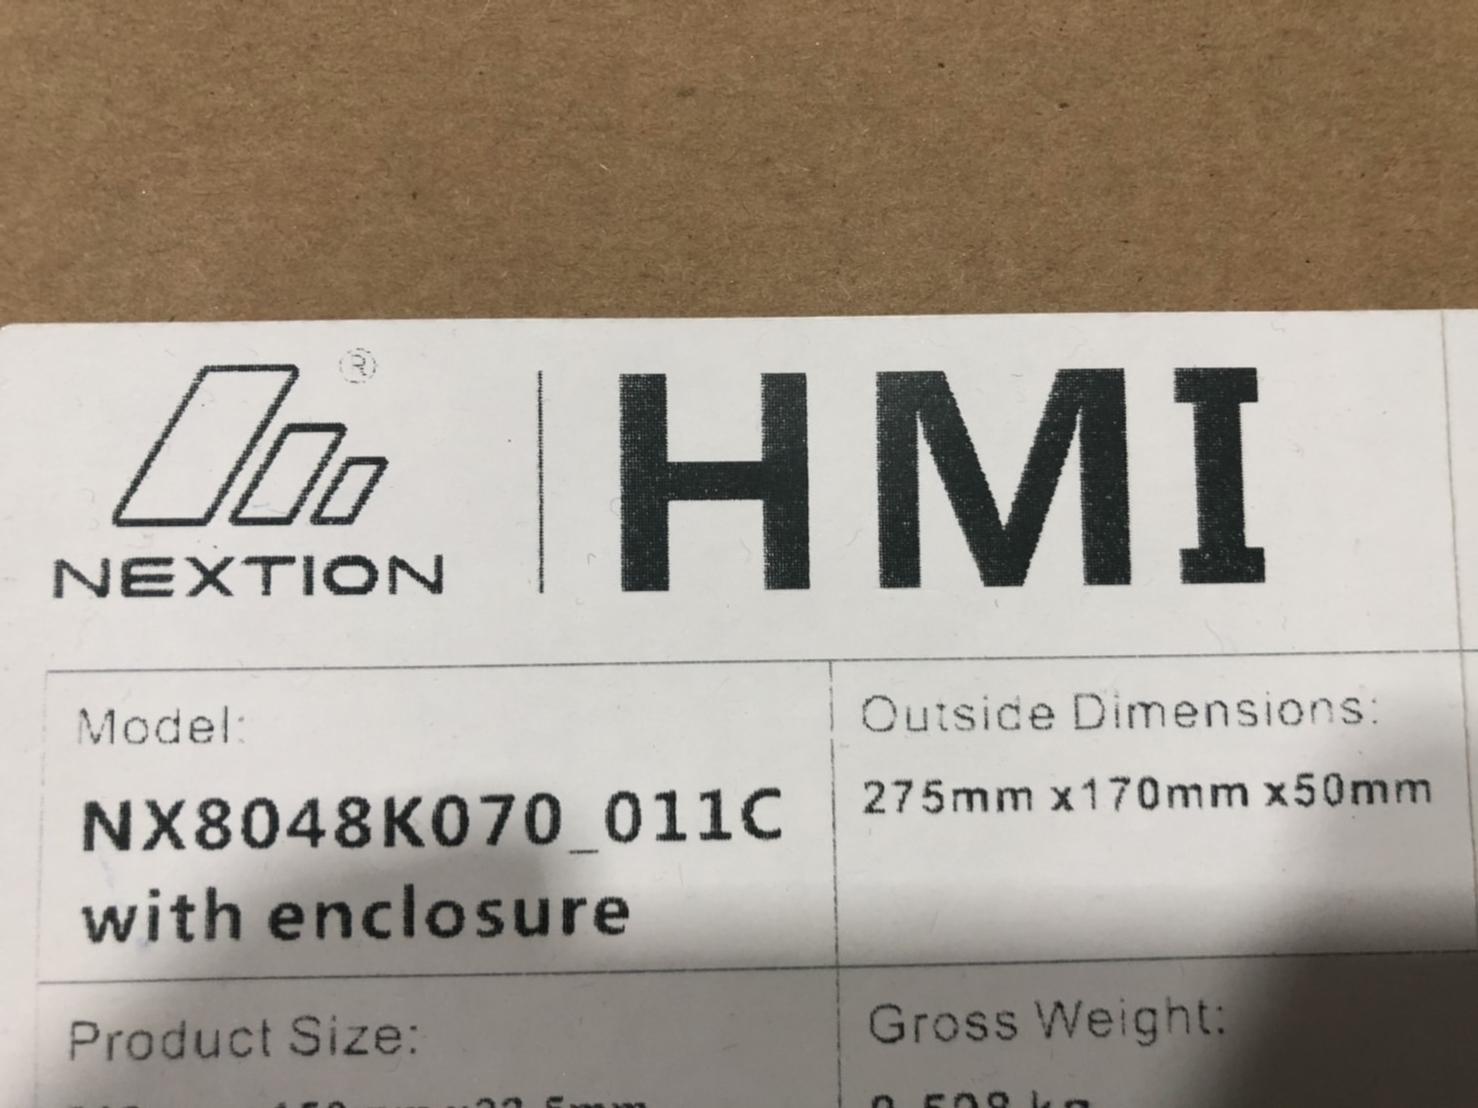 ®
NEXTION
HMI
Model:
NX8048K070_011C
with enclosure
Outside Dimensions:
275mm x170mm x50mm
Product Size:
Gross Weight: